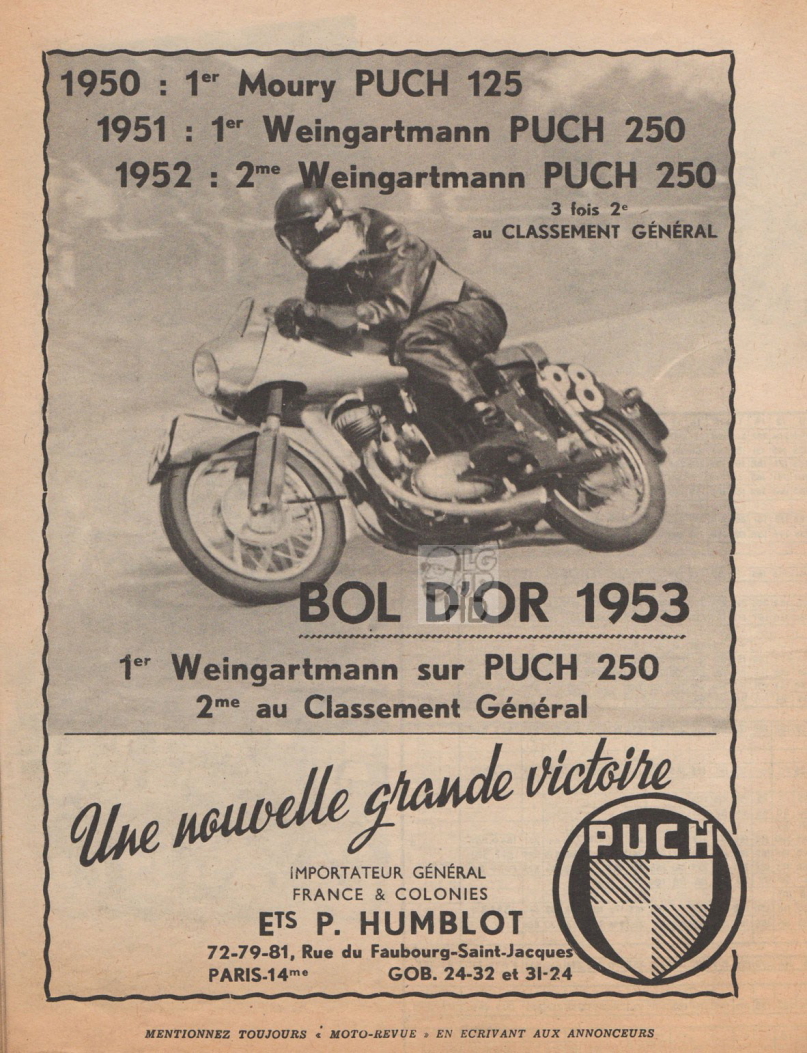 1950 : 1er Moury PUCH 125
1951 : 1er Weingartmann PUCH 250
1952 : 2me Weingartmann PUCH 250
3 fois 2e
au CLASSEMENT GÉNÉRAL
28
LG
BOL D'OR 1953
1er Weingartmann sur PUCH 250
2me au Classement Général
Une nouvelle grande victoire
PUCH
IMPORTATEUR GÉNÉRAL
FRANCE & COLONIES
ETS P. HUMBLOT
72-79-81, Rue du Faubourg-Saint-Jacques
PARIS-14me GOB. 24-32 et 31-24
MENTIONNEZ TOUJOURS « MOTO-REVUE » EN ECRIVANT AUX ANNONCEURS